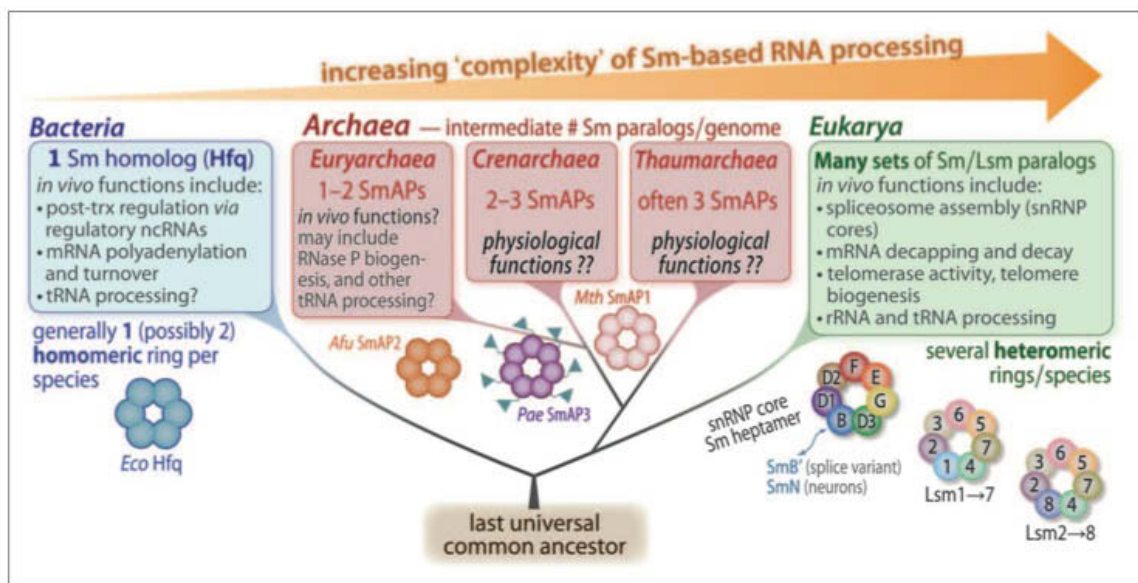 increasing 'complexity' of Sm-based RNA processing
Bacteria
1 Sm homolog (Hfq)
in vivo functions include:
• post-trx regulation via
regulatory ncRNAs
• mRNA polyadenylation
and turnover
• tRNA processing?
generally 1 (possibly 2)
homomeric ring per
species
Eco Hfq
Archaea — intermediate # Sm paralogs/genome
Euryarchaea
1–2 SmAPs
in vivo functions?
may include
RNase P biogen-
esis, and other
tRNA processing?
Crenarchaea
2–3 SmAPs
physiological
functions ??
Thaumarchaea
often 3 SmAPs
physiological
functions ??
Afu SmAP2
Pae SmAP3
Mth SmAP1
Eukarya
Many sets of Sm/Lsm paralogs
in vivo functions include:
• spliceosome assembly (snRNP
cores)
• mRNA decapping and decay
• telomerase activity, telomere
biogenesis
• rRNA and tRNA processing
several heteromeric
rings/species
snRNP core
Sm heptamer
F
E
G
D3
B
D1
D2
SmB' (splice variant)
SmN (neurons)
6
5
7
4
1
2
3
Lsm1→7
6
5
7
4
8
2
3
Lsm2→8
last universal
common ancestor